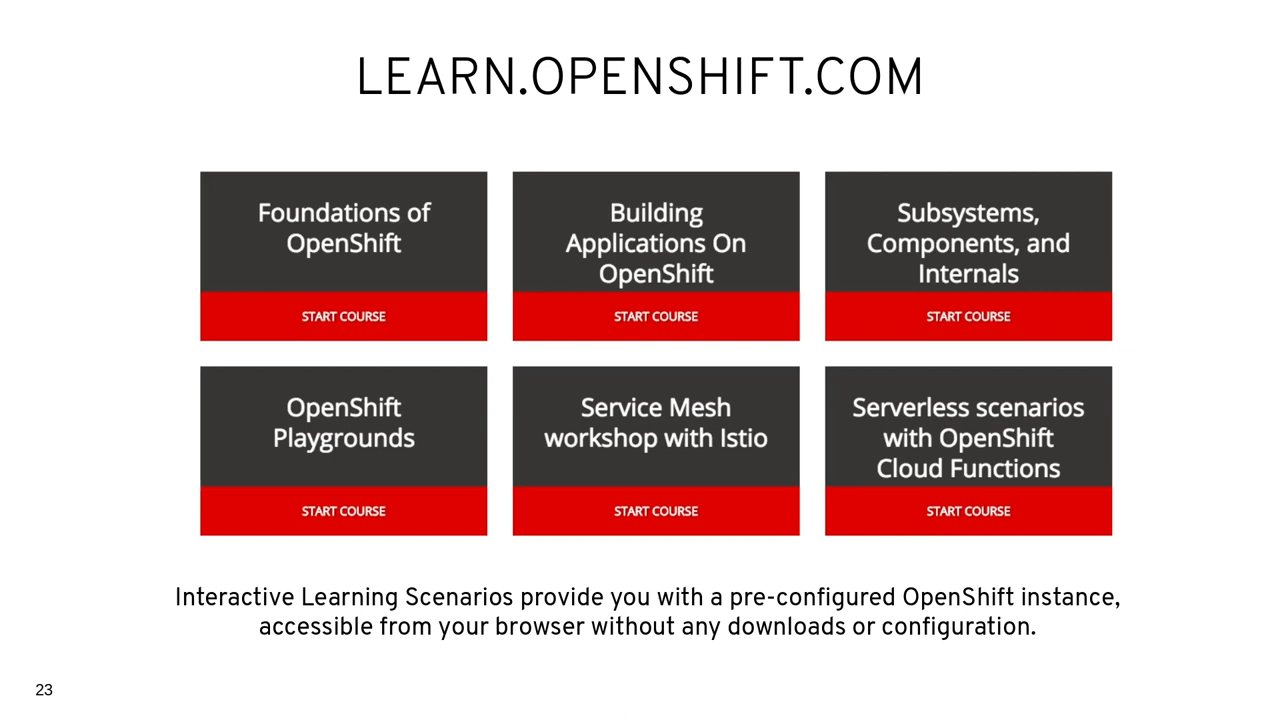 LEARN.OPENSHIFT.COM
Foundations of
OpenShift
START COURSE
Building
Applications On
OpenShift
START COURSE
Subsystems,
Components, and
Internals
START COURSE
OpenShift
Playgrounds
START COURSE
Service Mesh
workshop with Istio
START COURSE
Serverless scenarios
with OpenShift
Cloud Functions
START COURSE
Interactive Learning Scenarios provide you with a pre-configured OpenShift instance,
accessible from your browser without any downloads or configuration.
23